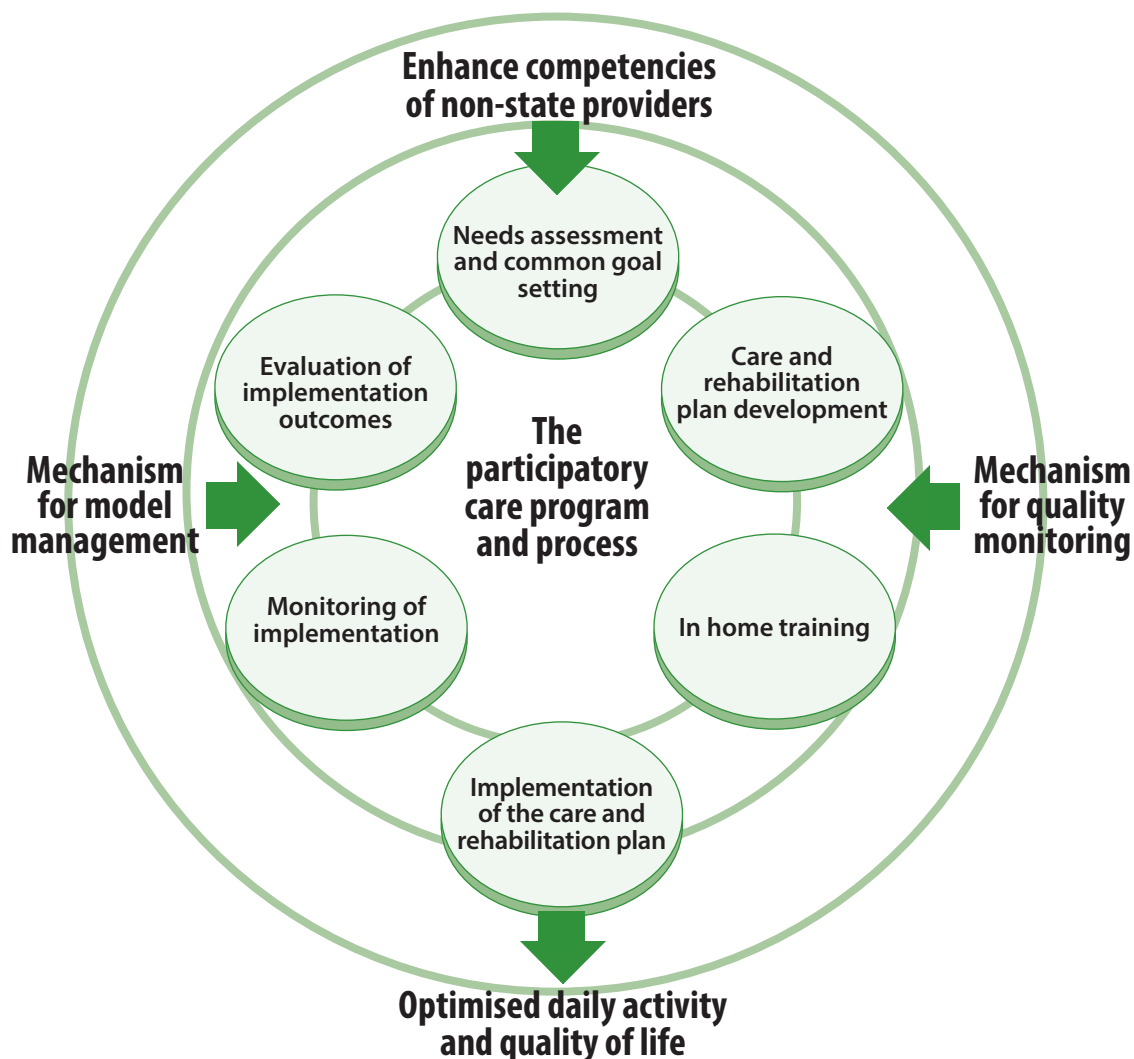 Enhance competencies
of non-state providers
Needs assessment
and common goal
setting
Evaluation of
implementation
outcomes
Care and
rehabilitation
plan development
The
participatory
care program
and process
Mechanism
for model
management
Mechanism
for quality
monitoring
Monitoring of
implementation
In home training
Implementation
of the care and
rehabilitation plan
Optimised daily activity
and quality of life